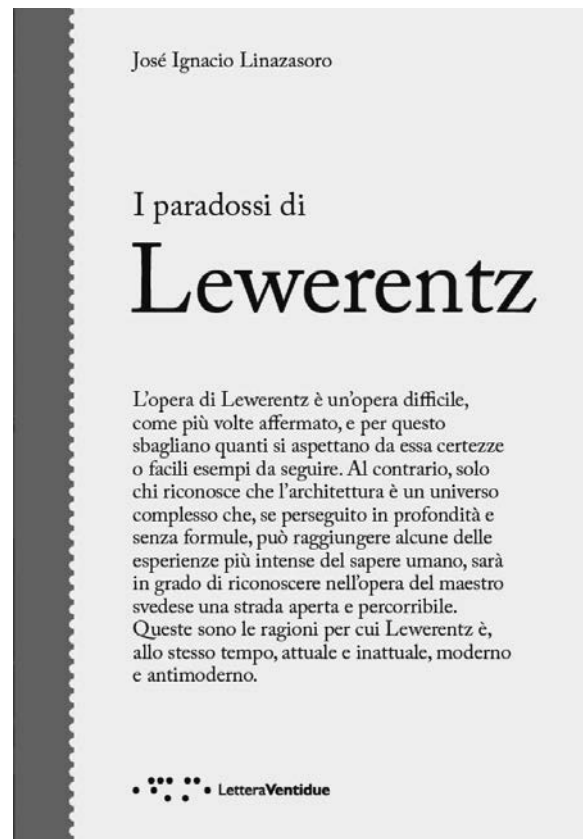 José Ignacio Linazasoro
I paradossi di
Lewerentz
L'opera di Lewerentz è un'opera difficile,
come più volte affermato, e per questo
sbagliano quanti si aspettano da essa certezze
o facili esempi da seguire. Al contrario, solo
chi riconosce che l'architettura è un universo
complesso che, se perseguito in profondità e
senza formule, può raggiungere alcune delle
esperienze più intense del sapere umano, sarà
in grado di riconoscere nell'opera del maestro
svedese una strada aperta e percorribile.
Queste sono le ragioni per cui Lewerentz è,
allo stesso tempo, attuale e inattuale, moderno
e antimoderno.
LetteraVentidue